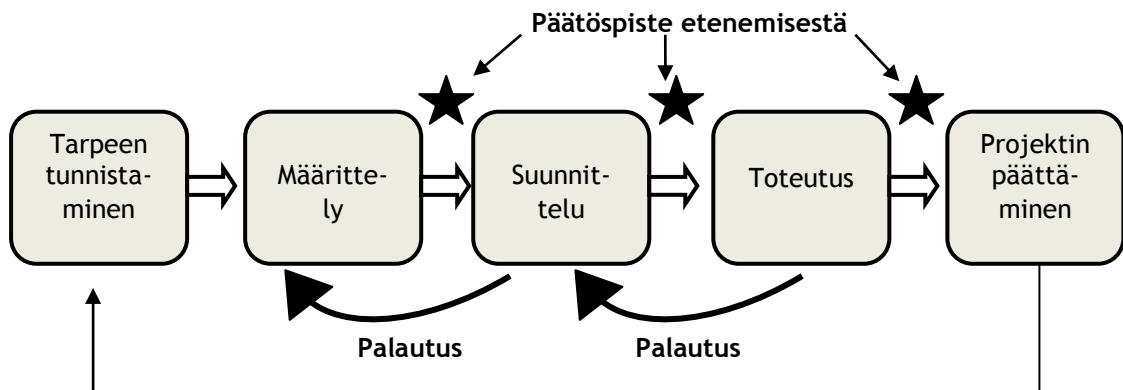 Päätöspiste etenemisestä
Tarpeen
tunnista-
minen
Määritte-
ly
Suunnit-
telu
Toteutus
Projektin
päättä-
minen
Palautus
Palautus